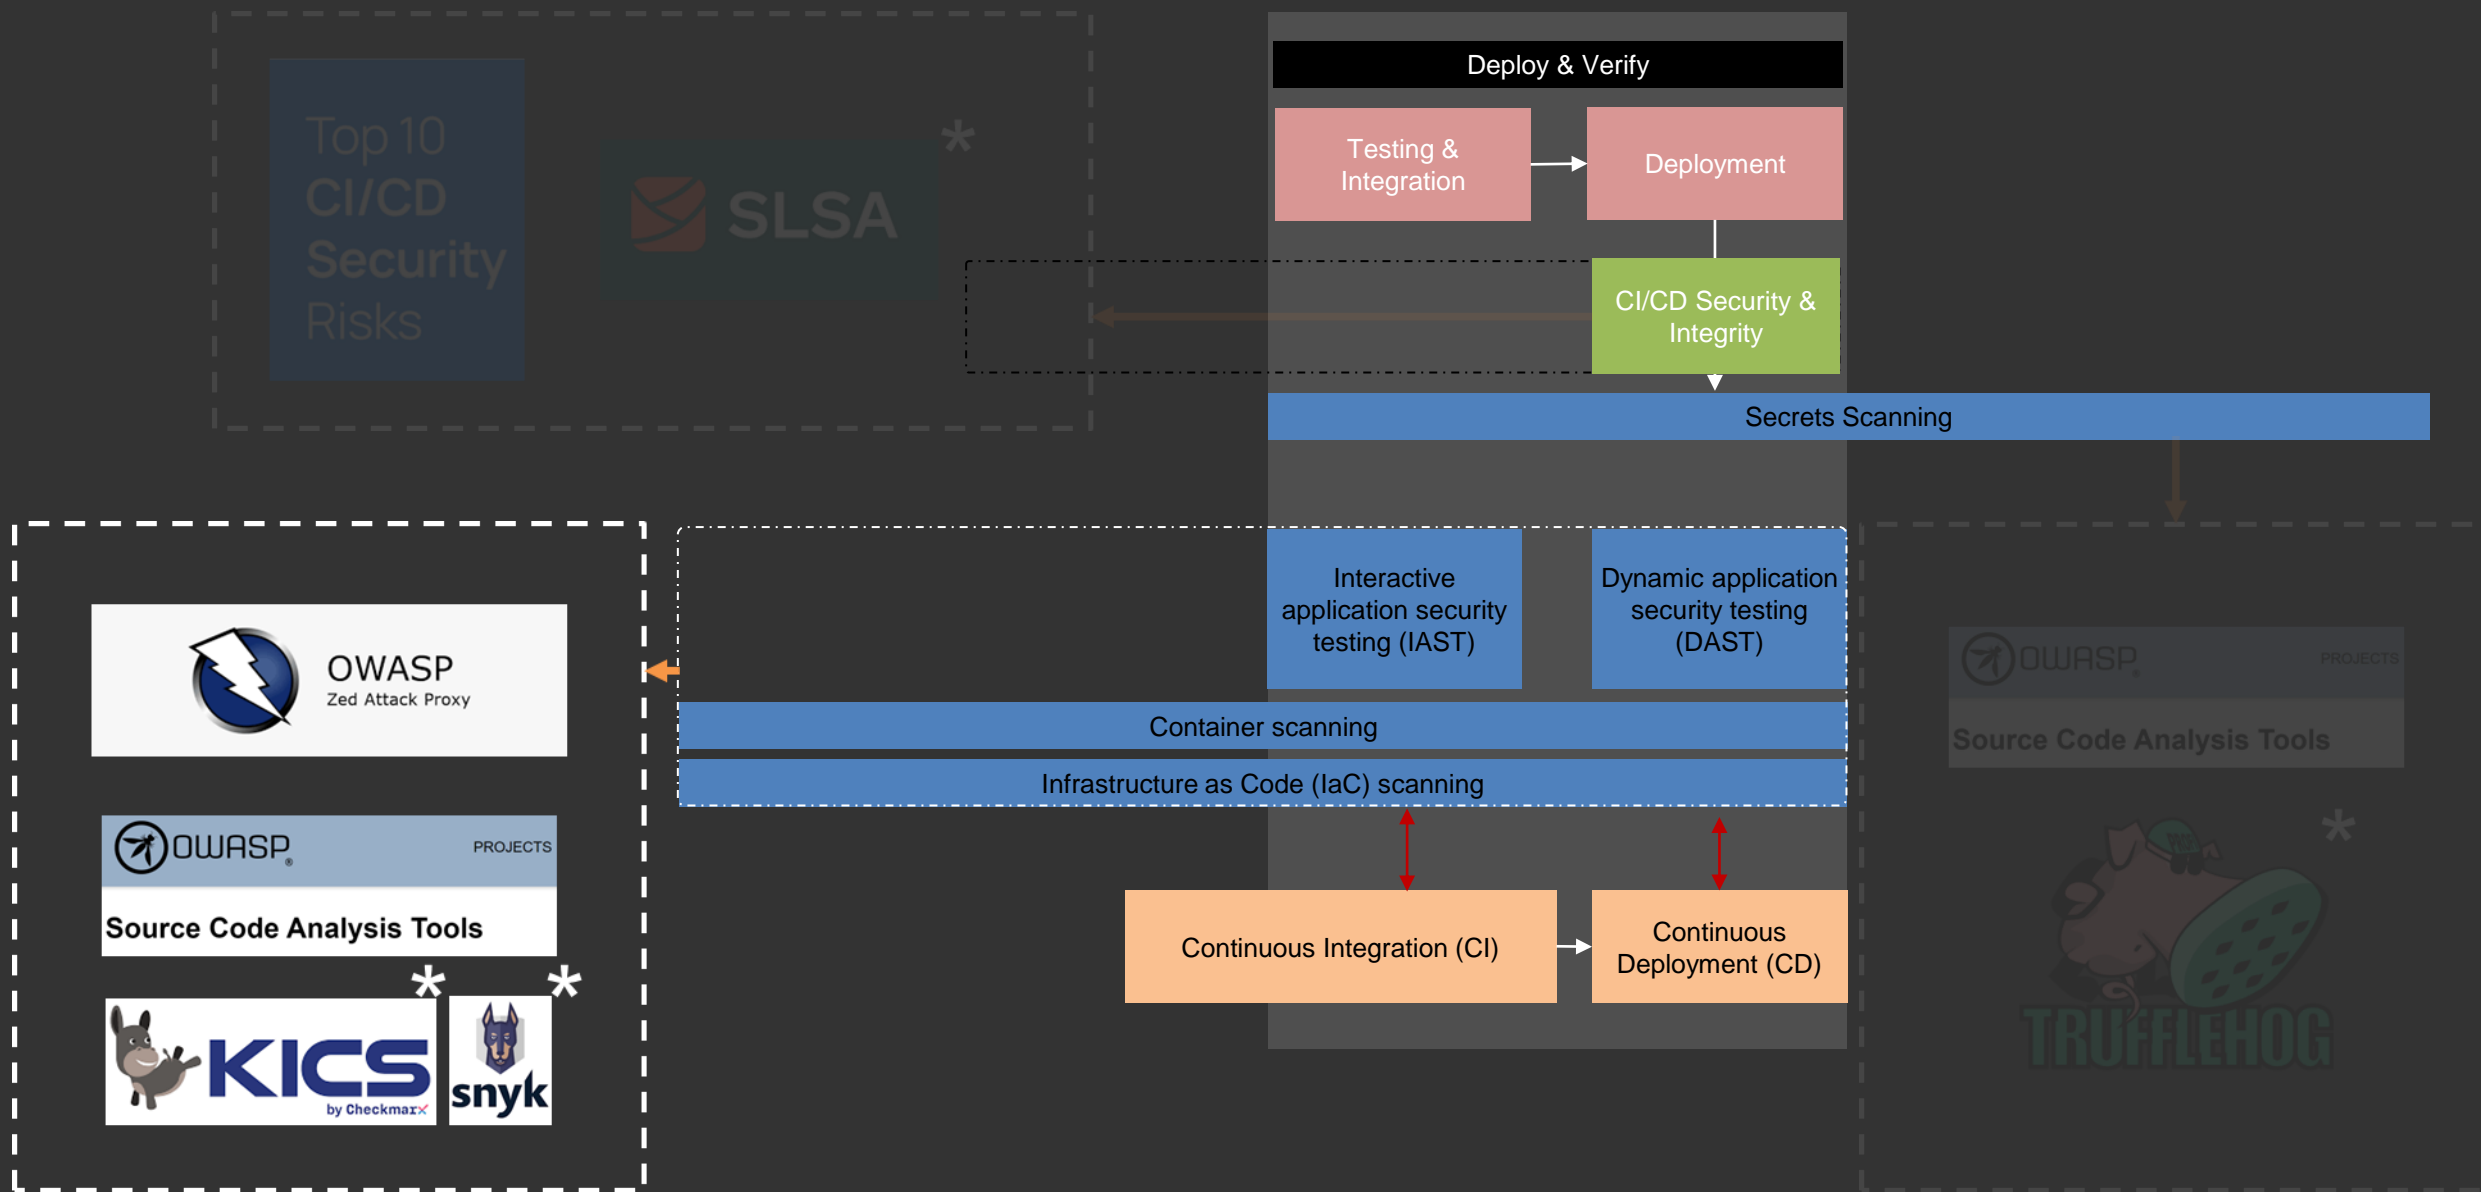 Deploy & Verify
Top 10
CI/CD
Security
Risks
*
SLSA
Testing &
Integration
Deployment
CI/CD Security &
Integrity
Secrets Scanning
OWASP
Zed Attack Proxy
Interactive
application security
testing (IAST)
Dynamic application
security testing
(DAST)
Container scanning
Infrastructure as Code (IaC) scanning
OWASP®
PROJECTS
Source Code Analysis Tools
*
*
KICS
by Checkmarx
snyk
Continuous Integration (CI)
Continuous
Deployment (CD)
OWASP
PROJECTS
Source Code Analysis Tools
*
TRUFFLEHOG